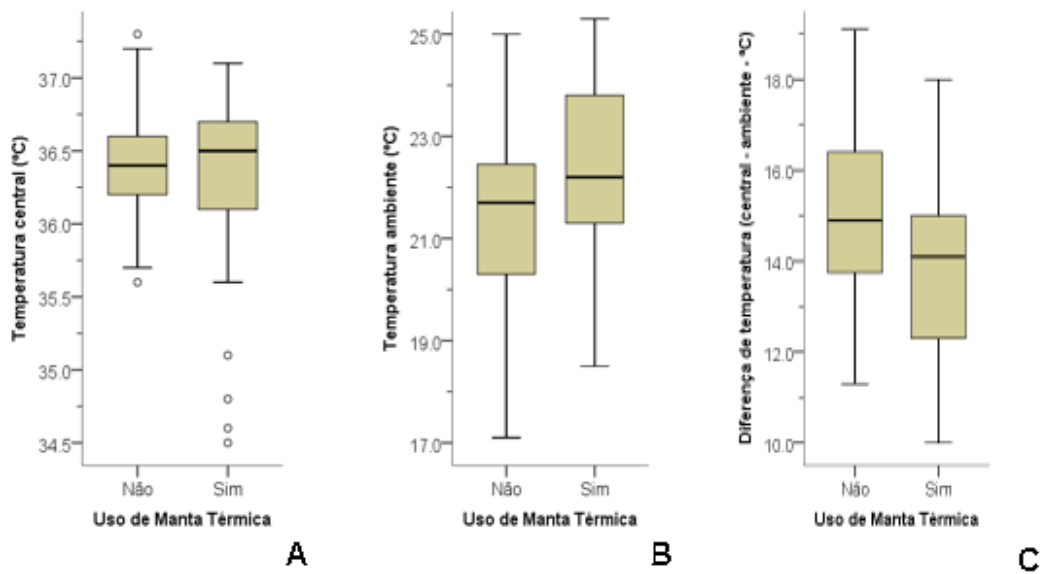 Temperatura central (ºC)
37.0
36.5
36.0
35.5
35.0
34.5
Não Sim
Uso de Manta Térmica
A
Temperatura ambiente (ºC)
25.0
23.0
21.0
19.0
17.0
Não Sim
Uso de Manta Térmica
B
Diferença de temperatura (central - ambiente - ºC)
18.0
16.0
14.0
12.0
10.0
Não Sim
Uso de Manta Térmica
C